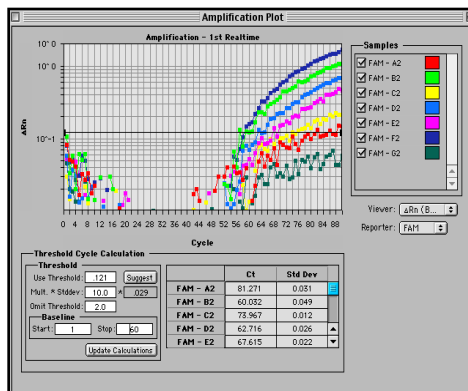 Amplification Plot
Amplification - 1st Realtime
Samples
10^0 0
10^0
10^-1
ΔRn
0 4 8 12 16 20 24 28 32 36 40 44 48 52 56 60 64 68 72 76 80 84 88
Cycle
FAM - A2
FAM - B2
FAM - C2
FAM - D2
FAM - E2
FAM - F2
FAM - G2
Viewer: ΔRn (B...
Reporter: FAM
Threshold Cycle Calculation
Threshold
Use Threshold: .121 Suggest
Mult. * Stddev: 10.0 * .029
Omit Threshold: 2.0
Baseline
Start: 1 Stop: 60
Update Calculations
Ct Std Dev
FAM - A2 81.271 0.031
FAM - B2 60.032 0.049
FAM - C2 73.967 0.012
FAM - D2 62.716 0.026
FAM - E2 67.615 0.022